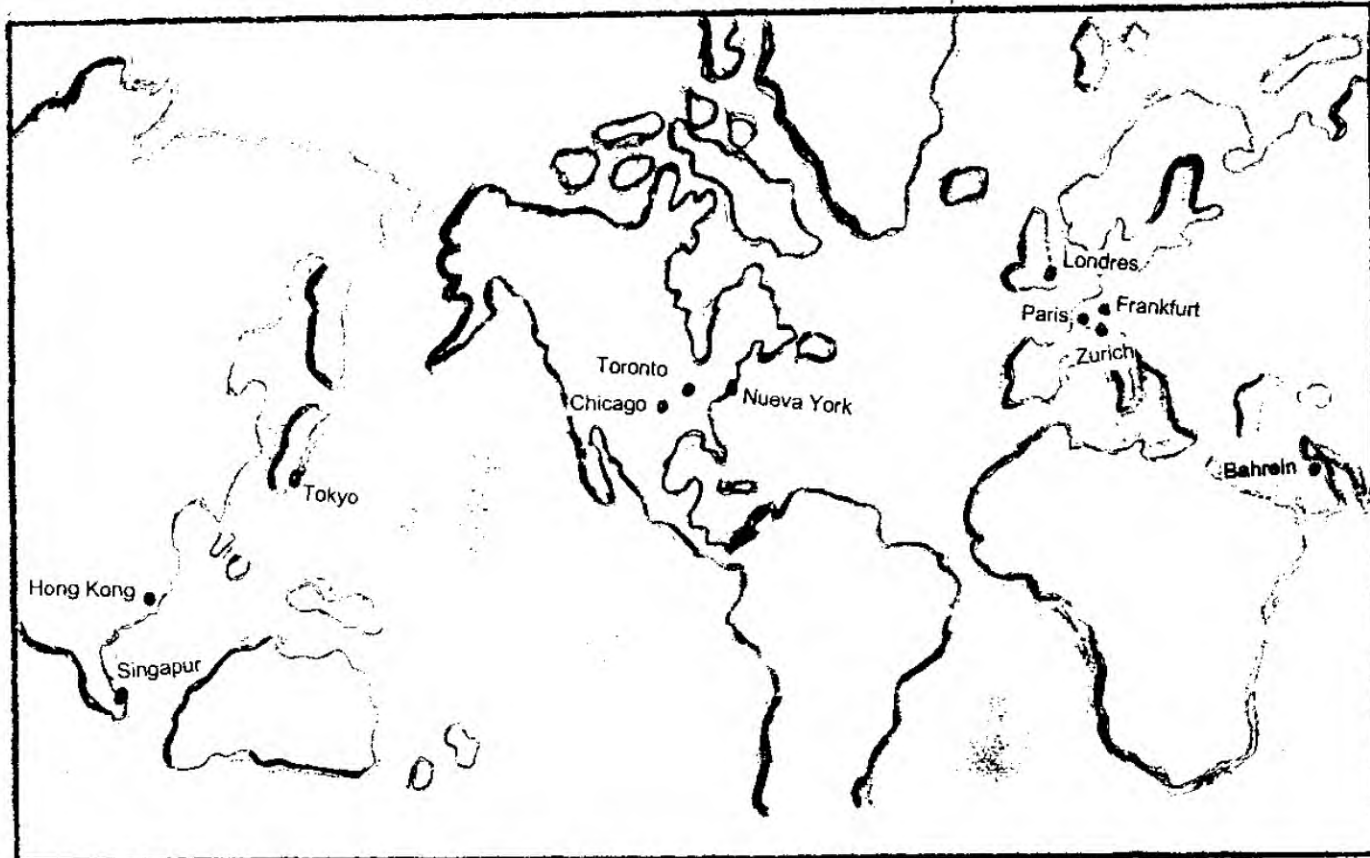 Londres
Frankfurt
Paris
Zurich
Toronto
Chicago
Nueva York
Bahrein
Tokyo
Hong Kong
Singapur